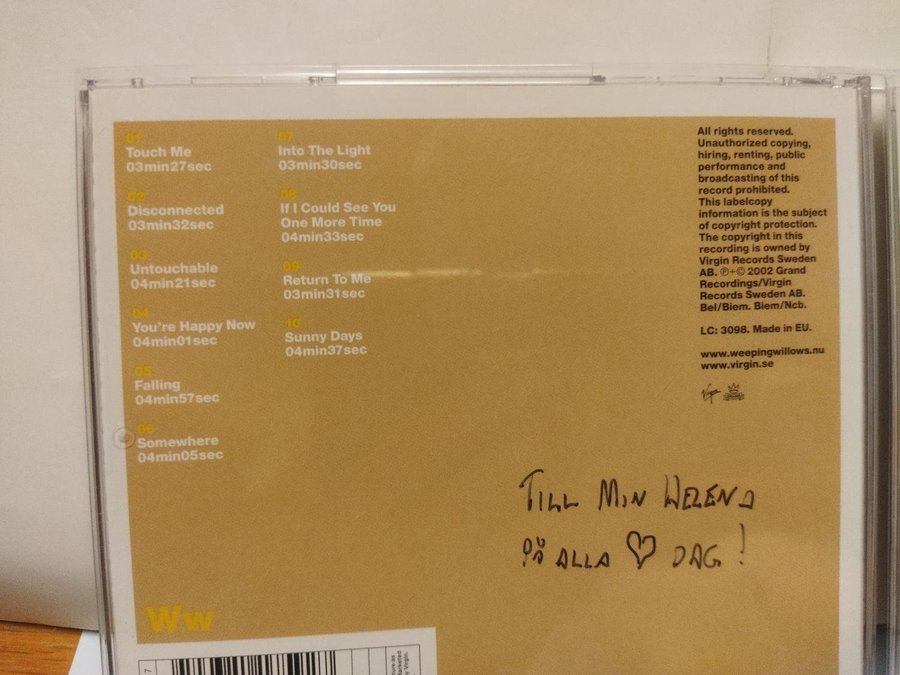 01
Touch Me
03min27sec
02
Disconnected
03min32sec
03
Untouchable
04min21sec
04
You're Happy Now
04min01sec
05
Falling
04min57sec
06
Somewhere
04min05sec
07
Into The Light
03min30sec
08
If I Could See You
One More Time
04min33sec
09
Return To Me
03min31sec
10
Sunny Days
04min37sec
All rights reserved.
Unauthorized copying,
hiring, renting, public
performance and
broadcasting of this
record prohibited.
This labelcopy
information is the subject
of copyright protection.
The copyright in this
recording is owned by
Virgin Records Sweden
AB. ℗+© 2002 Grand
Recordings/Virgin
Records Sweden AB.
Bel/Biem. Biem/Ncb.
LC: 3098. Made in EU.
www.weepingwillows.nu
www.virgin.se
Virgin
TILL MIN HELENA
PÅ ALLA ♡ DAG!
Ww
7